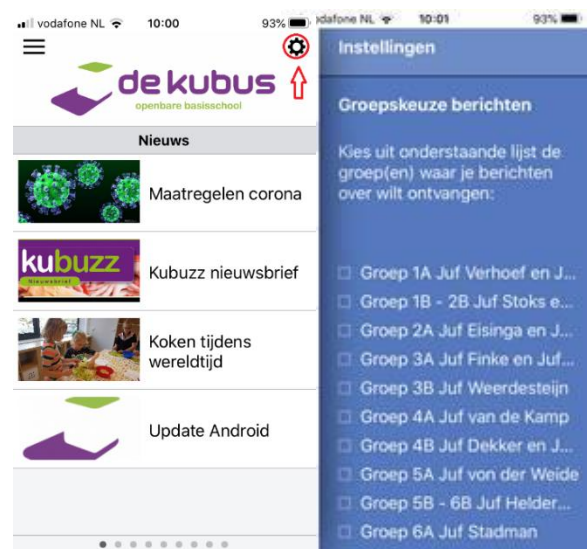 vodafone NL
10:00
93%
de kubus
openbare basisschool
Nieuws
Maatregelen corona
kubuzz
Nieuwsbrief
Kubuzz nieuwsbrief
Koken tijdens
wereldtijd
Update Android
odafone NL
10:01
93%
Instellingen
Groepskeuze berichten
Kies uit onderstaande lijst de
groep(en) waar je berichten
over wilt ontvangen:
Groep 1A Juf Verhoef en J...
Groep 1B - 2B Juf Stoks e...
Groep 2A Juf Eisinga en J...
Groep 3A Juf Finke en Juf...
Groep 3B Juf Weerdesteijn
Groep 4A Juf van de Kamp
Groep 4B Juf Dekker en J...
Groep 5A Juf von der Weide
Groep 5B - 6B Juf Helder...
Groep 6A Juf Stadman